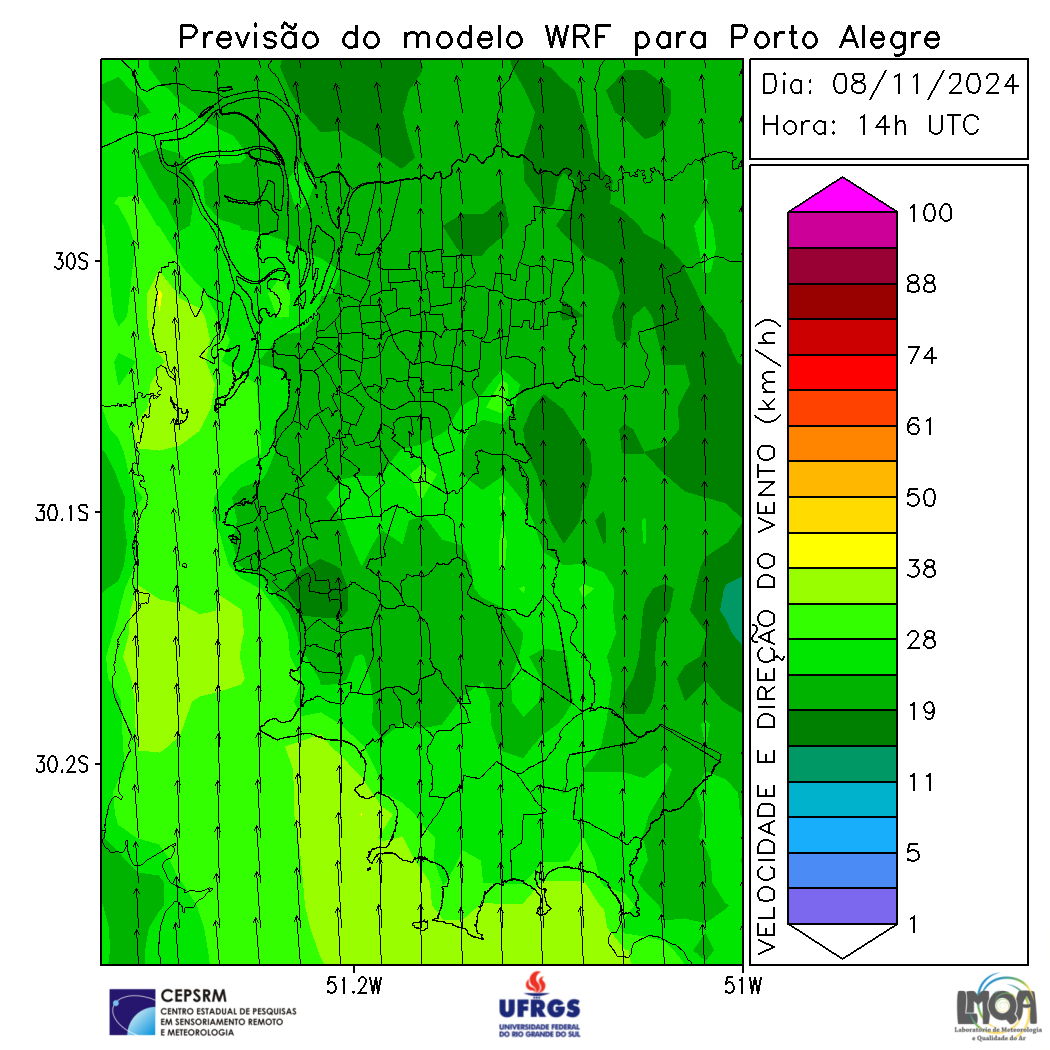 Previsão do modelo WRF para Porto Alegre
Dia: 08/11/2024
Hora: 14h UTC
30S
30.1S
30.2S
51.2W
51W
VELOCIDADE E DIREÇÃO DO VENTO (km/h)
100
88
74
61
50
38
28
19
11
5
1
CEPSRM
CENTRO ESTADUAL DE PESQUISAS
EM SENSORIAMENTO REMOTO
E METEOROLOGIA
UFRGS
UNIVERSIDADE FEDERAL
DO RIO GRANDE DO SUL
LMQA
Laboratório de Meteorologia
e Qualidade do Ar